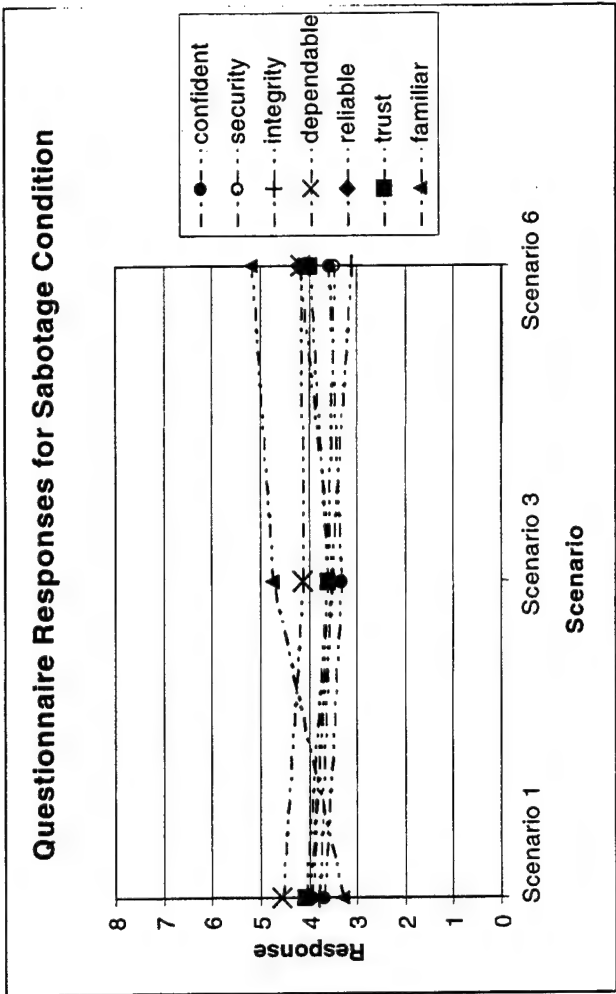 Questionnaire Responses for Sabotage Condition
8
7
6
5
4
3
2
1
0
Response
Scenario 1
Scenario 3
Scenario 6
Scenario
confident
security
integrity
dependable
reliable
trust
familiar